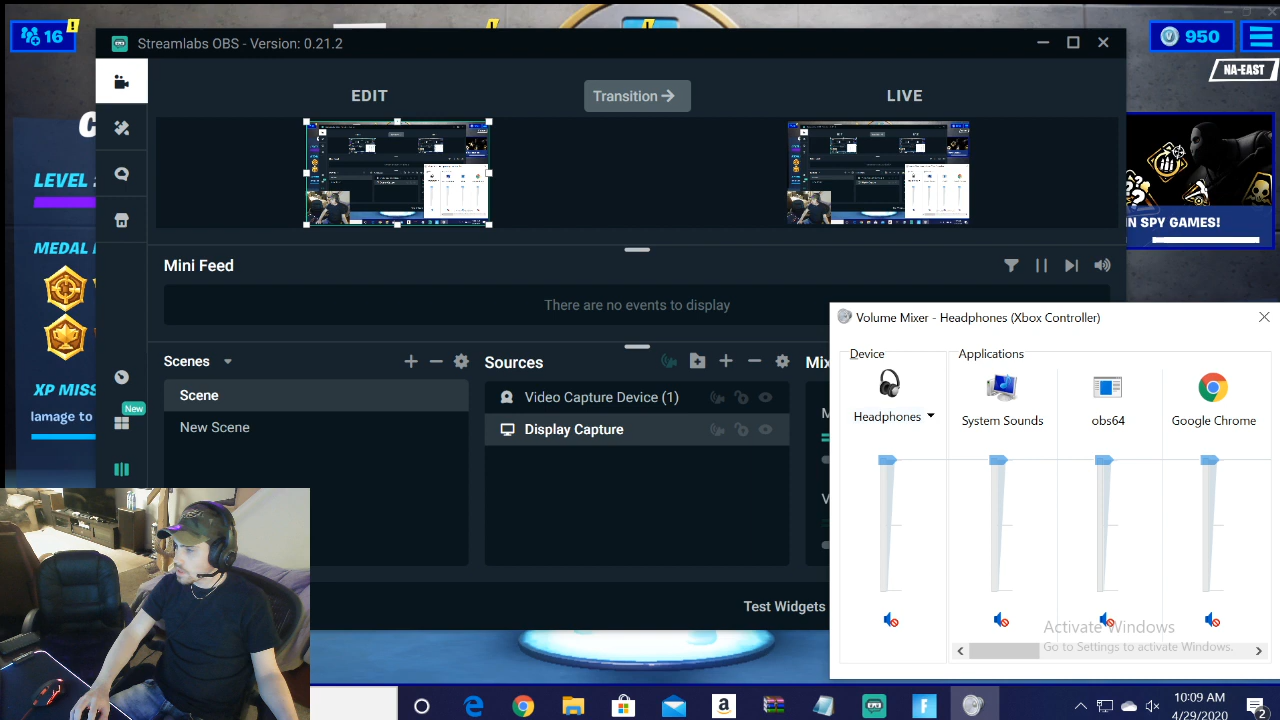 16
!
!
!
Streamlabs OBS - Version: 0.21.2
950
NA-EAST
EDIT
Transition
LIVE
LEVEL
MEDAL
XP MISS
lamage to
N SPY GAMES!
Mini Feed
There are no events to display
Scenes
Scene
New Scene
Sources
Video Capture Device (1)
Display Capture
Mix
New
Test Widgets
Volume Mixer - Headphones (Xbox Controller)
Device
Applications
Headphones
System Sounds
obs64
Google Chrome
Activate Windows
Go to Settings to activate Windows.
10:09 AM
4/29/2020
2